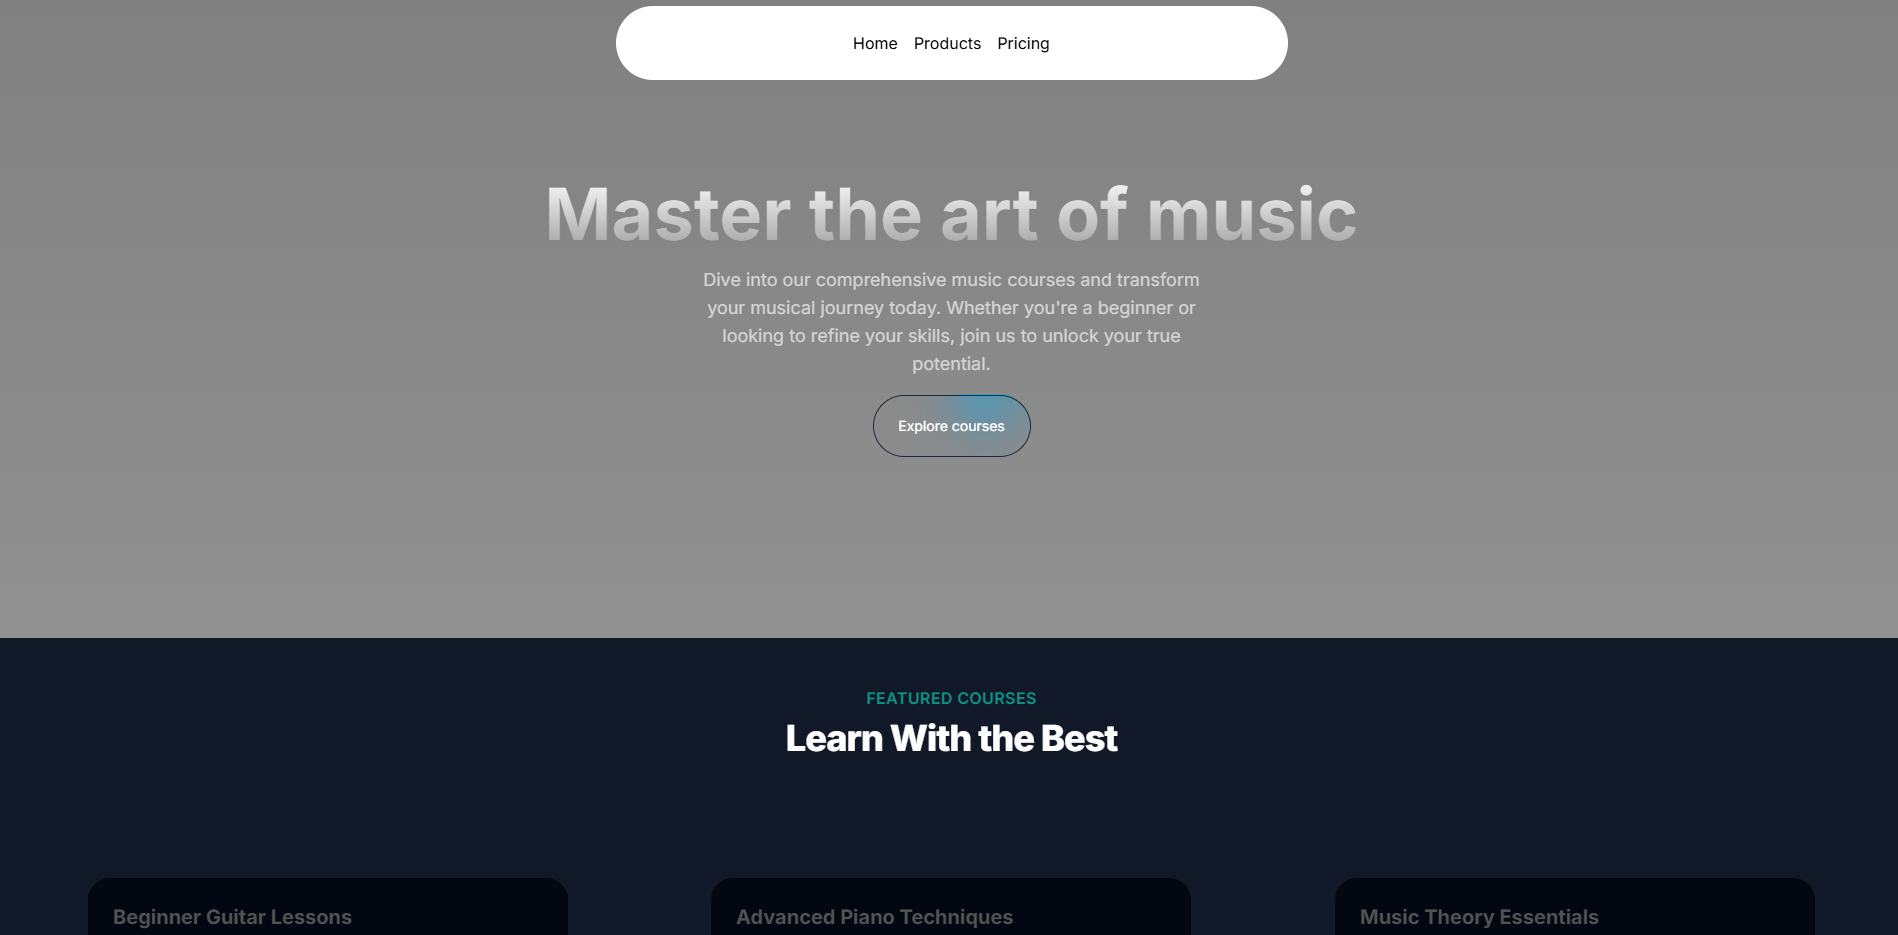 Home Products Pricing
Master the art of music
Dive into our comprehensive music courses and transform
your musical journey today. Whether you're a beginner or
looking to refine your skills, join us to unlock your true
potential.
Explore courses
FEATURED COURSES
Learn With the Best
Beginner Guitar Lessons
Advanced Piano Techniques
Music Theory Essentials